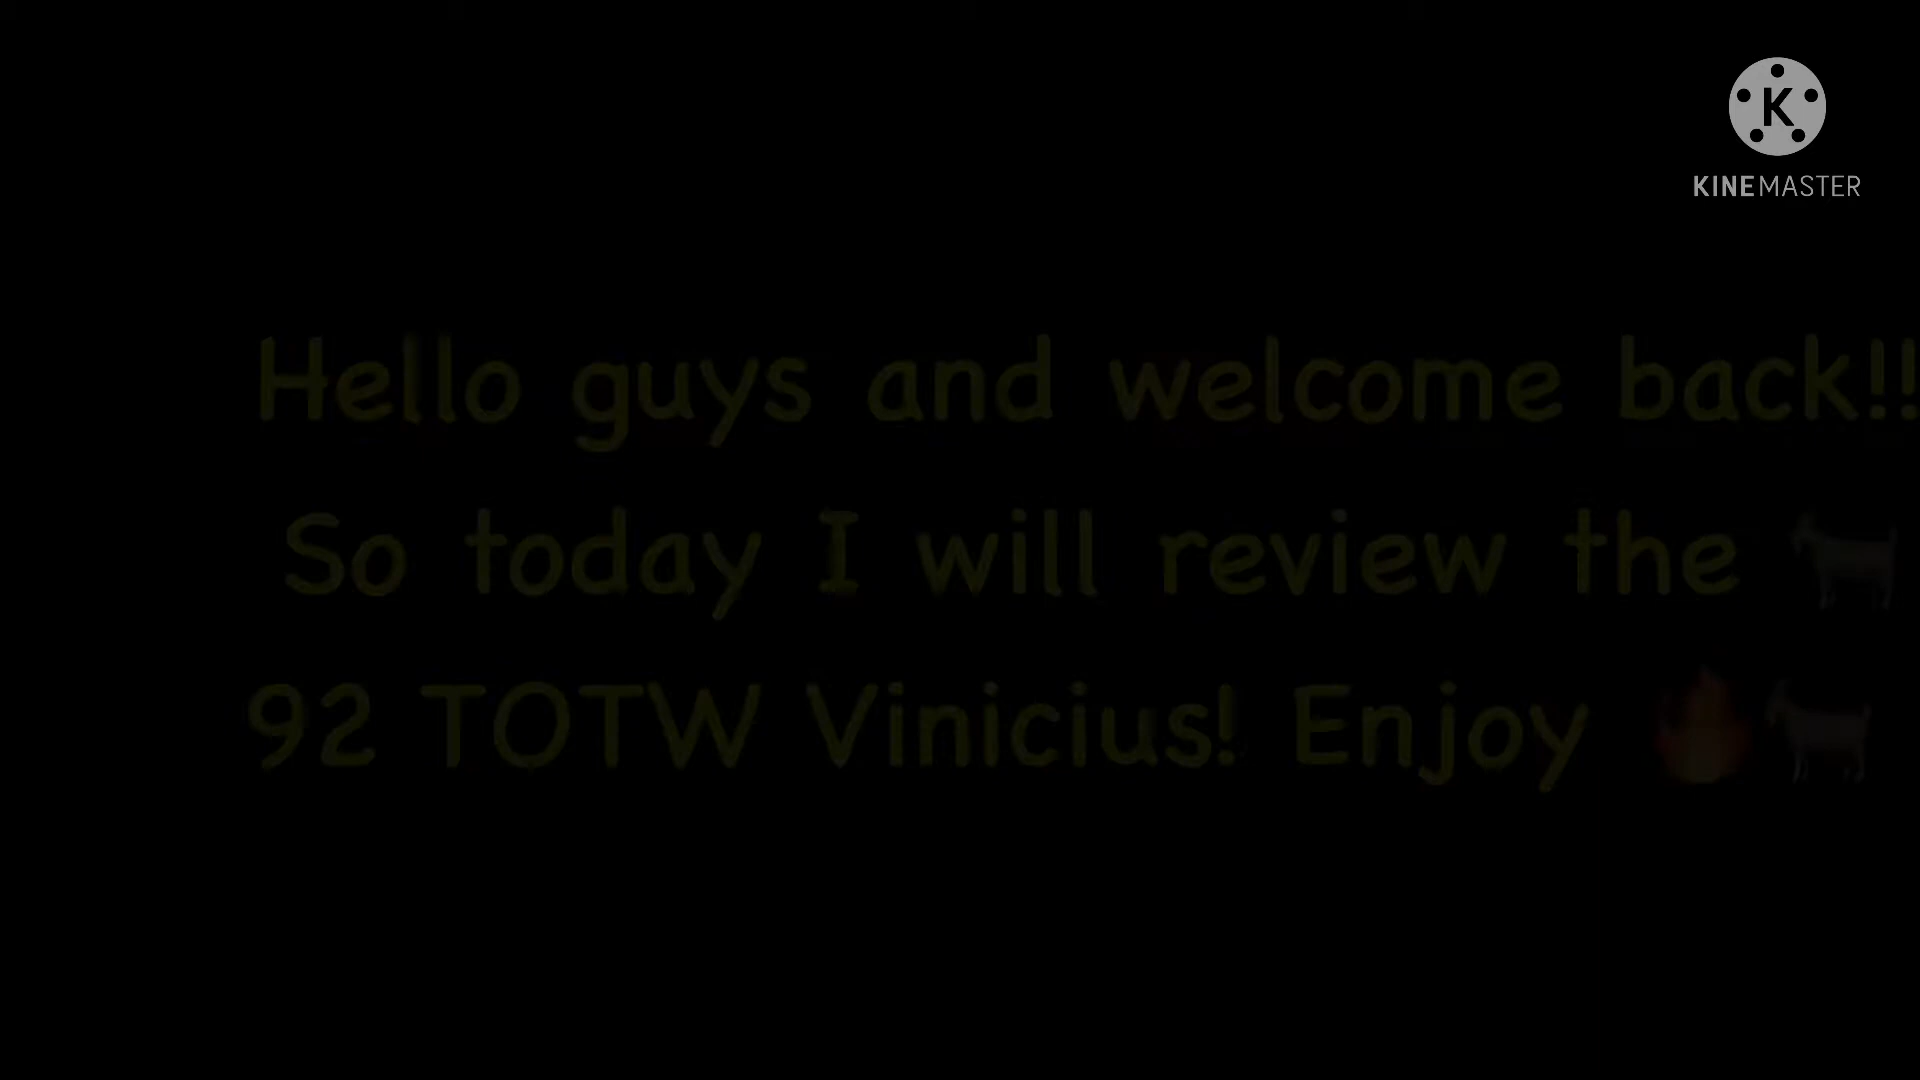 K
KINEMASTER
Hello guys and welcome back!!
So today I will review the 🐐
92 TOTW Vinicius! Enjoy 🔥🐐